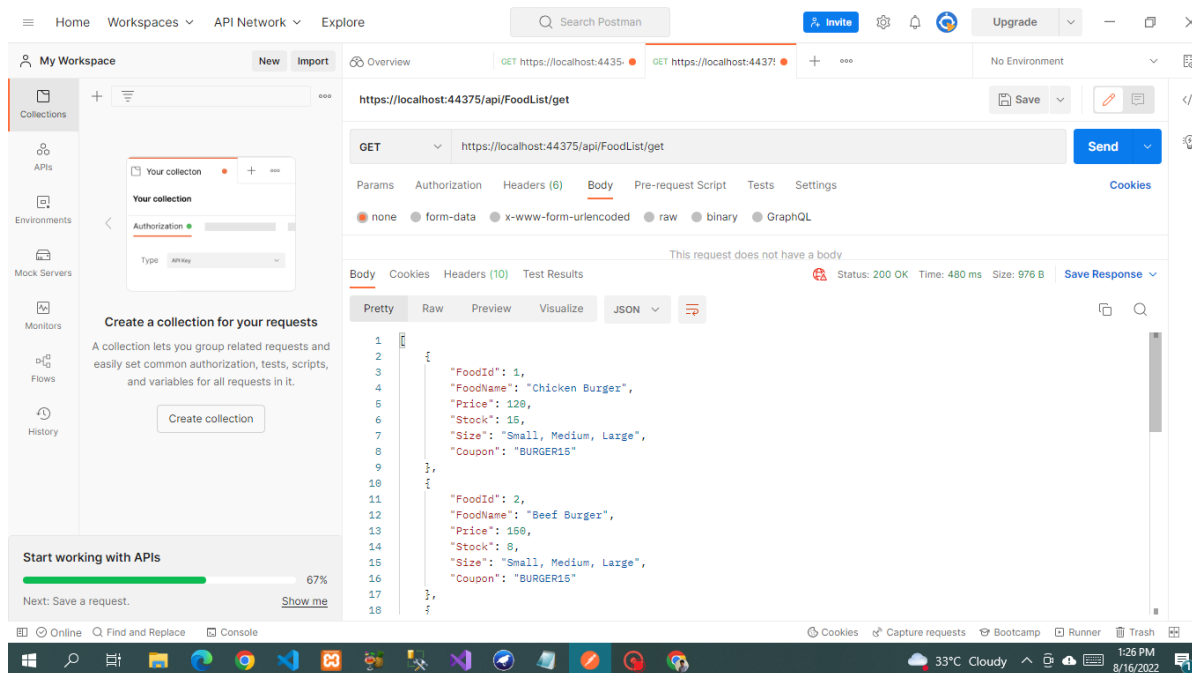 Home Workspaces API Network Explore Search Postman Invite Upgrade
My Workspace New Import Overview GET https://localhost:4435 GET https://localhost:4437 No Environment
Collections
APIs
Environments
Mock Servers
Monitors
Flows
History
Your collecton
Your collection
Authorization
Type API Key
Create a collection for your requests
A collection lets you group related requests and
easily set common authorization, tests, scripts,
and variables for all requests in it.
Create collection
Start working with APIs
67%
Next: Save a request. Show me
https://localhost:44375/api/FoodList/get Save
GET https://localhost:44375/api/FoodList/get Send
Params Authorization Headers (6) Body Pre-request Script Tests Settings Cookies
none form-data x-www-form-urlencoded raw binary GraphQL
This request does not have a body
Body Cookies Headers (10) Test Results Status: 200 OK Time: 480 ms Size: 976 B Save Response
Pretty Raw Preview Visualize JSON
1 [
2 {
3 "FoodId": 1,
4 "FoodName": "Chicken Burger",
5 "Price": 120,
6 "Stock": 15,
7 "Size": "Small, Medium, Large",
8 "Coupon": "BURGER15"
9 },
10 {
11 "FoodId": 2,
12 "FoodName": "Beef Burger",
13 "Price": 150,
14 "Stock": 8,
15 "Size": "Small, Medium, Large",
16 "Coupon": "BURGER15"
17 },
18 {
Online Find and Replace Console Cookies Capture requests Bootcamp Runner Trash
33°C Cloudy 1:26 PM
8/16/2022